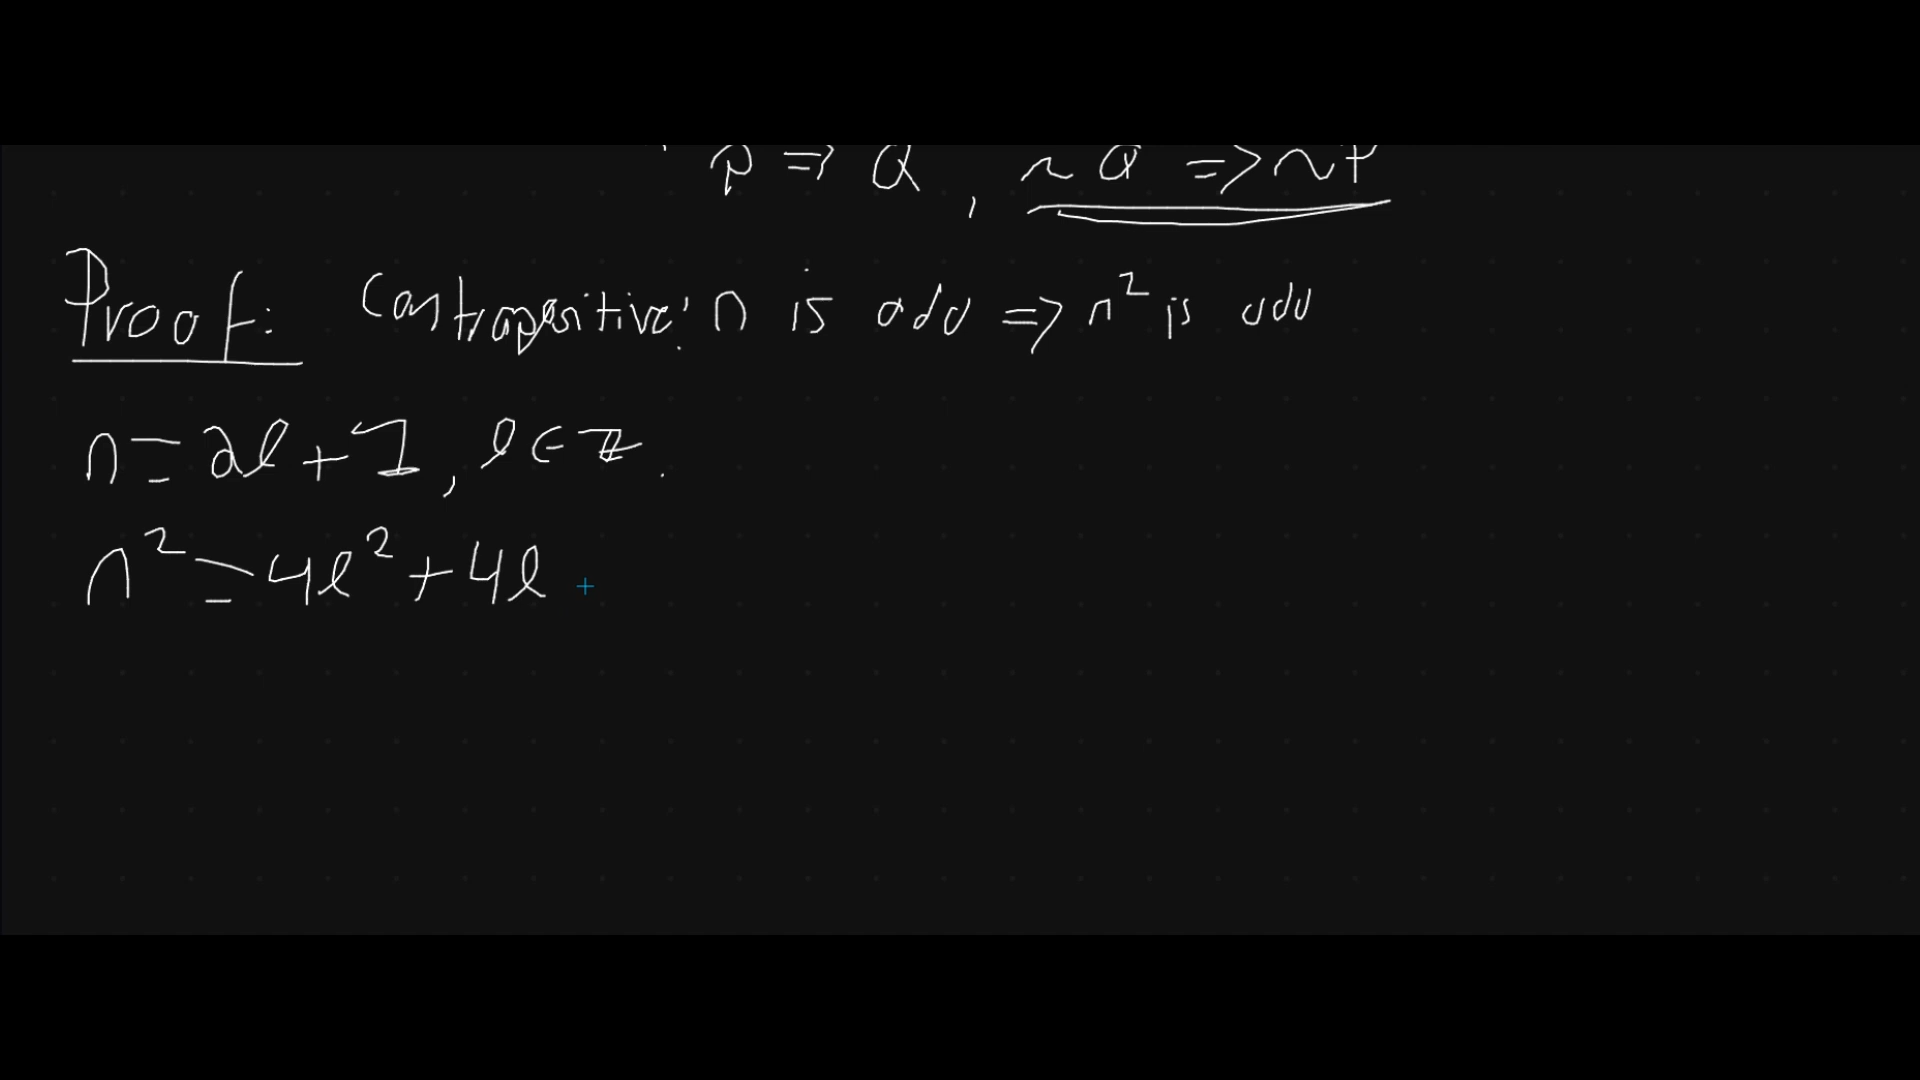 P => Q, ~Q => ~P
Proof: Contrapositive: n is odd => n² is odd
n = 2l + 1, l ∈ ℤ.
n² = 4l² + 4l